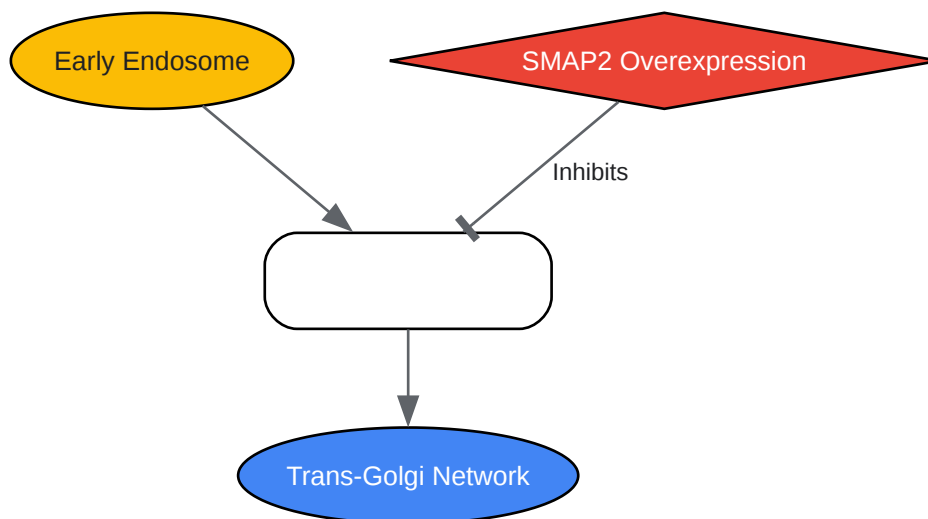 Early Endosome
SMAP2 Overexpression
Inhibits
Trans-Golgi Network